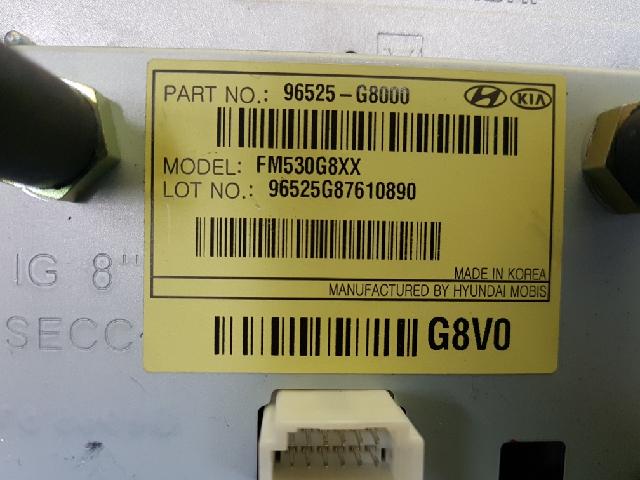 PART NO.: 96525-G8000
KIA
MODEL: FM530G8XX
LOT NO.: 96525G87610890
MADE IN KOREA
MANUFACTURED BY HYUNDAI MOBIS
G8V0
IG 8"
SECC